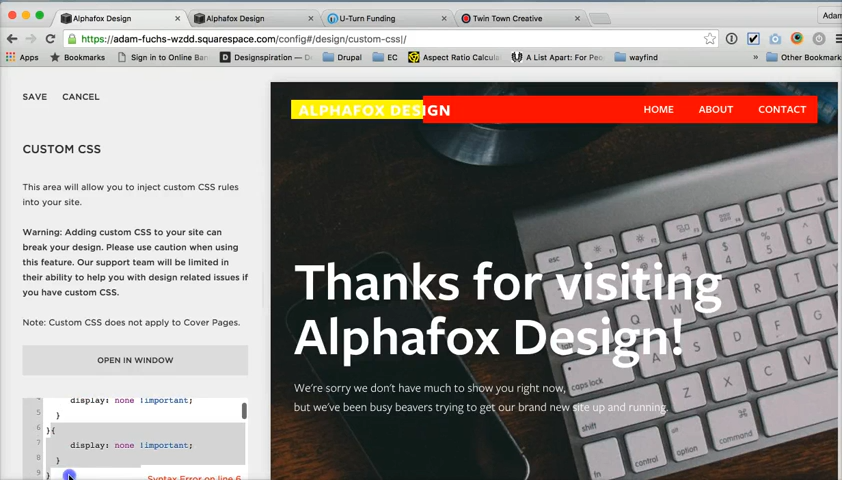 Alphafox Design
Alphafox Design
U-Turn Funding
Twin Town Creative
Adam
https://adam-fuchs-wzdd.squarespace.com/config#/design/custom-css|/
Apps
Bookmarks
Sign in to Online Ban
Designspiration —
Drupal
EC
Aspect Ratio Calcula
A List Apart: For Peo
wayfind
»
Other Bookmark
SAVE
CANCEL
CUSTOM CSS
This area will allow you to inject custom CSS rules
into your site.
Warning: Adding custom CSS to your site can
break your design. Please use caution when using
this feature. Our support team will be limited in
their ability to help you with design related issues if
you have custom CSS.
Note: Custom CSS does not apply to Cover Pages.
OPEN IN WINDOW
4 display: none !important;
5 }
6 }{
7 display: none !important;
8 }
9 }
Syntax Error on line 6
ALPHAFOX DESIGN
HOME
ABOUT
CONTACT
Thanks for visiting
Alphafox Design!
We're sorry we don't have much to show you right now,
but we've been busy beavers trying to get our brand new site up and running.
esc
caps lock
shift
fn
control
option
command
Q
W
A
S
Z
X